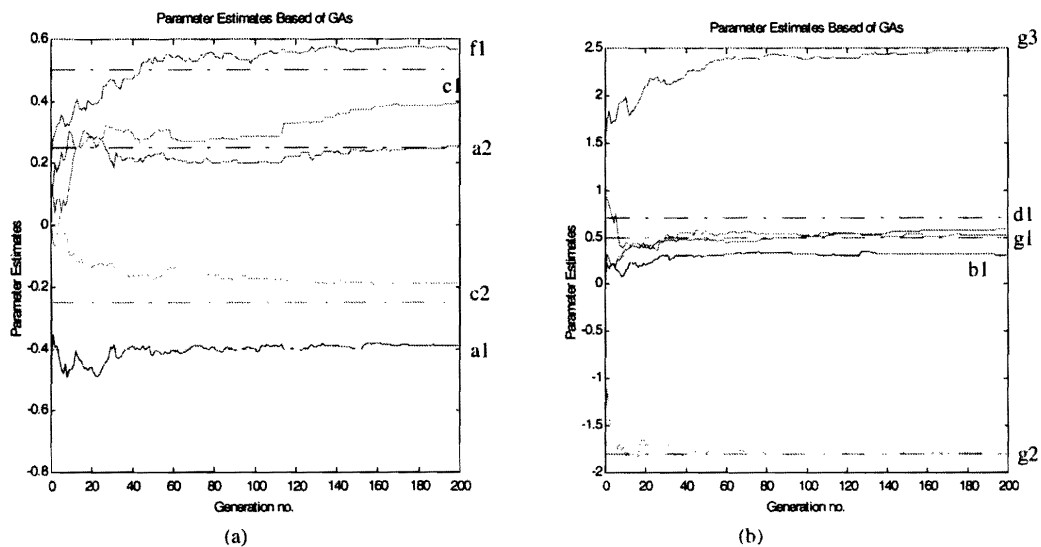 Parameter Estimates Based of GAs
0.6
0.4
0.2
0
-0.2
-0.4
-0.6
-0.8
Parameter Estimates
0 20 40 60 80 100 120 140 160 180 200
Generation no.
f1
c1
a2
c2
a1
(a)
Parameter Estimates Based of GAs
2.5
2
1.5
1
0.5
0
-0.5
-1
-1.5
-2
Parameter Estimates
0 20 40 60 80 100 120 140 160 180 200
Generation no.
g3
d1
g1
b1
g2
(b)